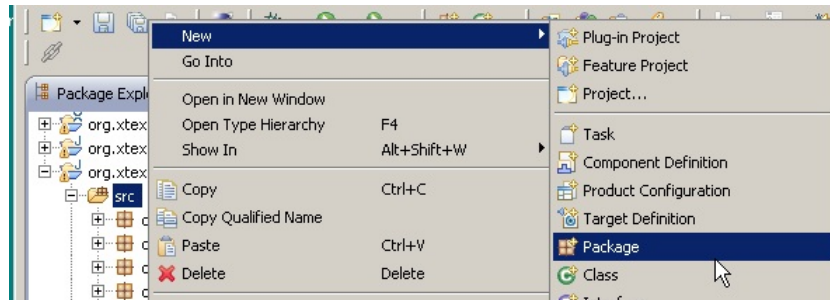 New
Go Into
Package Expl
Open in New Window
org.xtex
Open Type Hierarchy F4
org.xtex
Show In Alt+Shift+W
org.xtex
src
Copy Ctrl+C
Copy Qualified Name
Paste Ctrl+V
Delete Delete
Plug-in Project
Feature Project
Project...
Task
Component Definition
Product Configuration
Target Definition
Package
Class